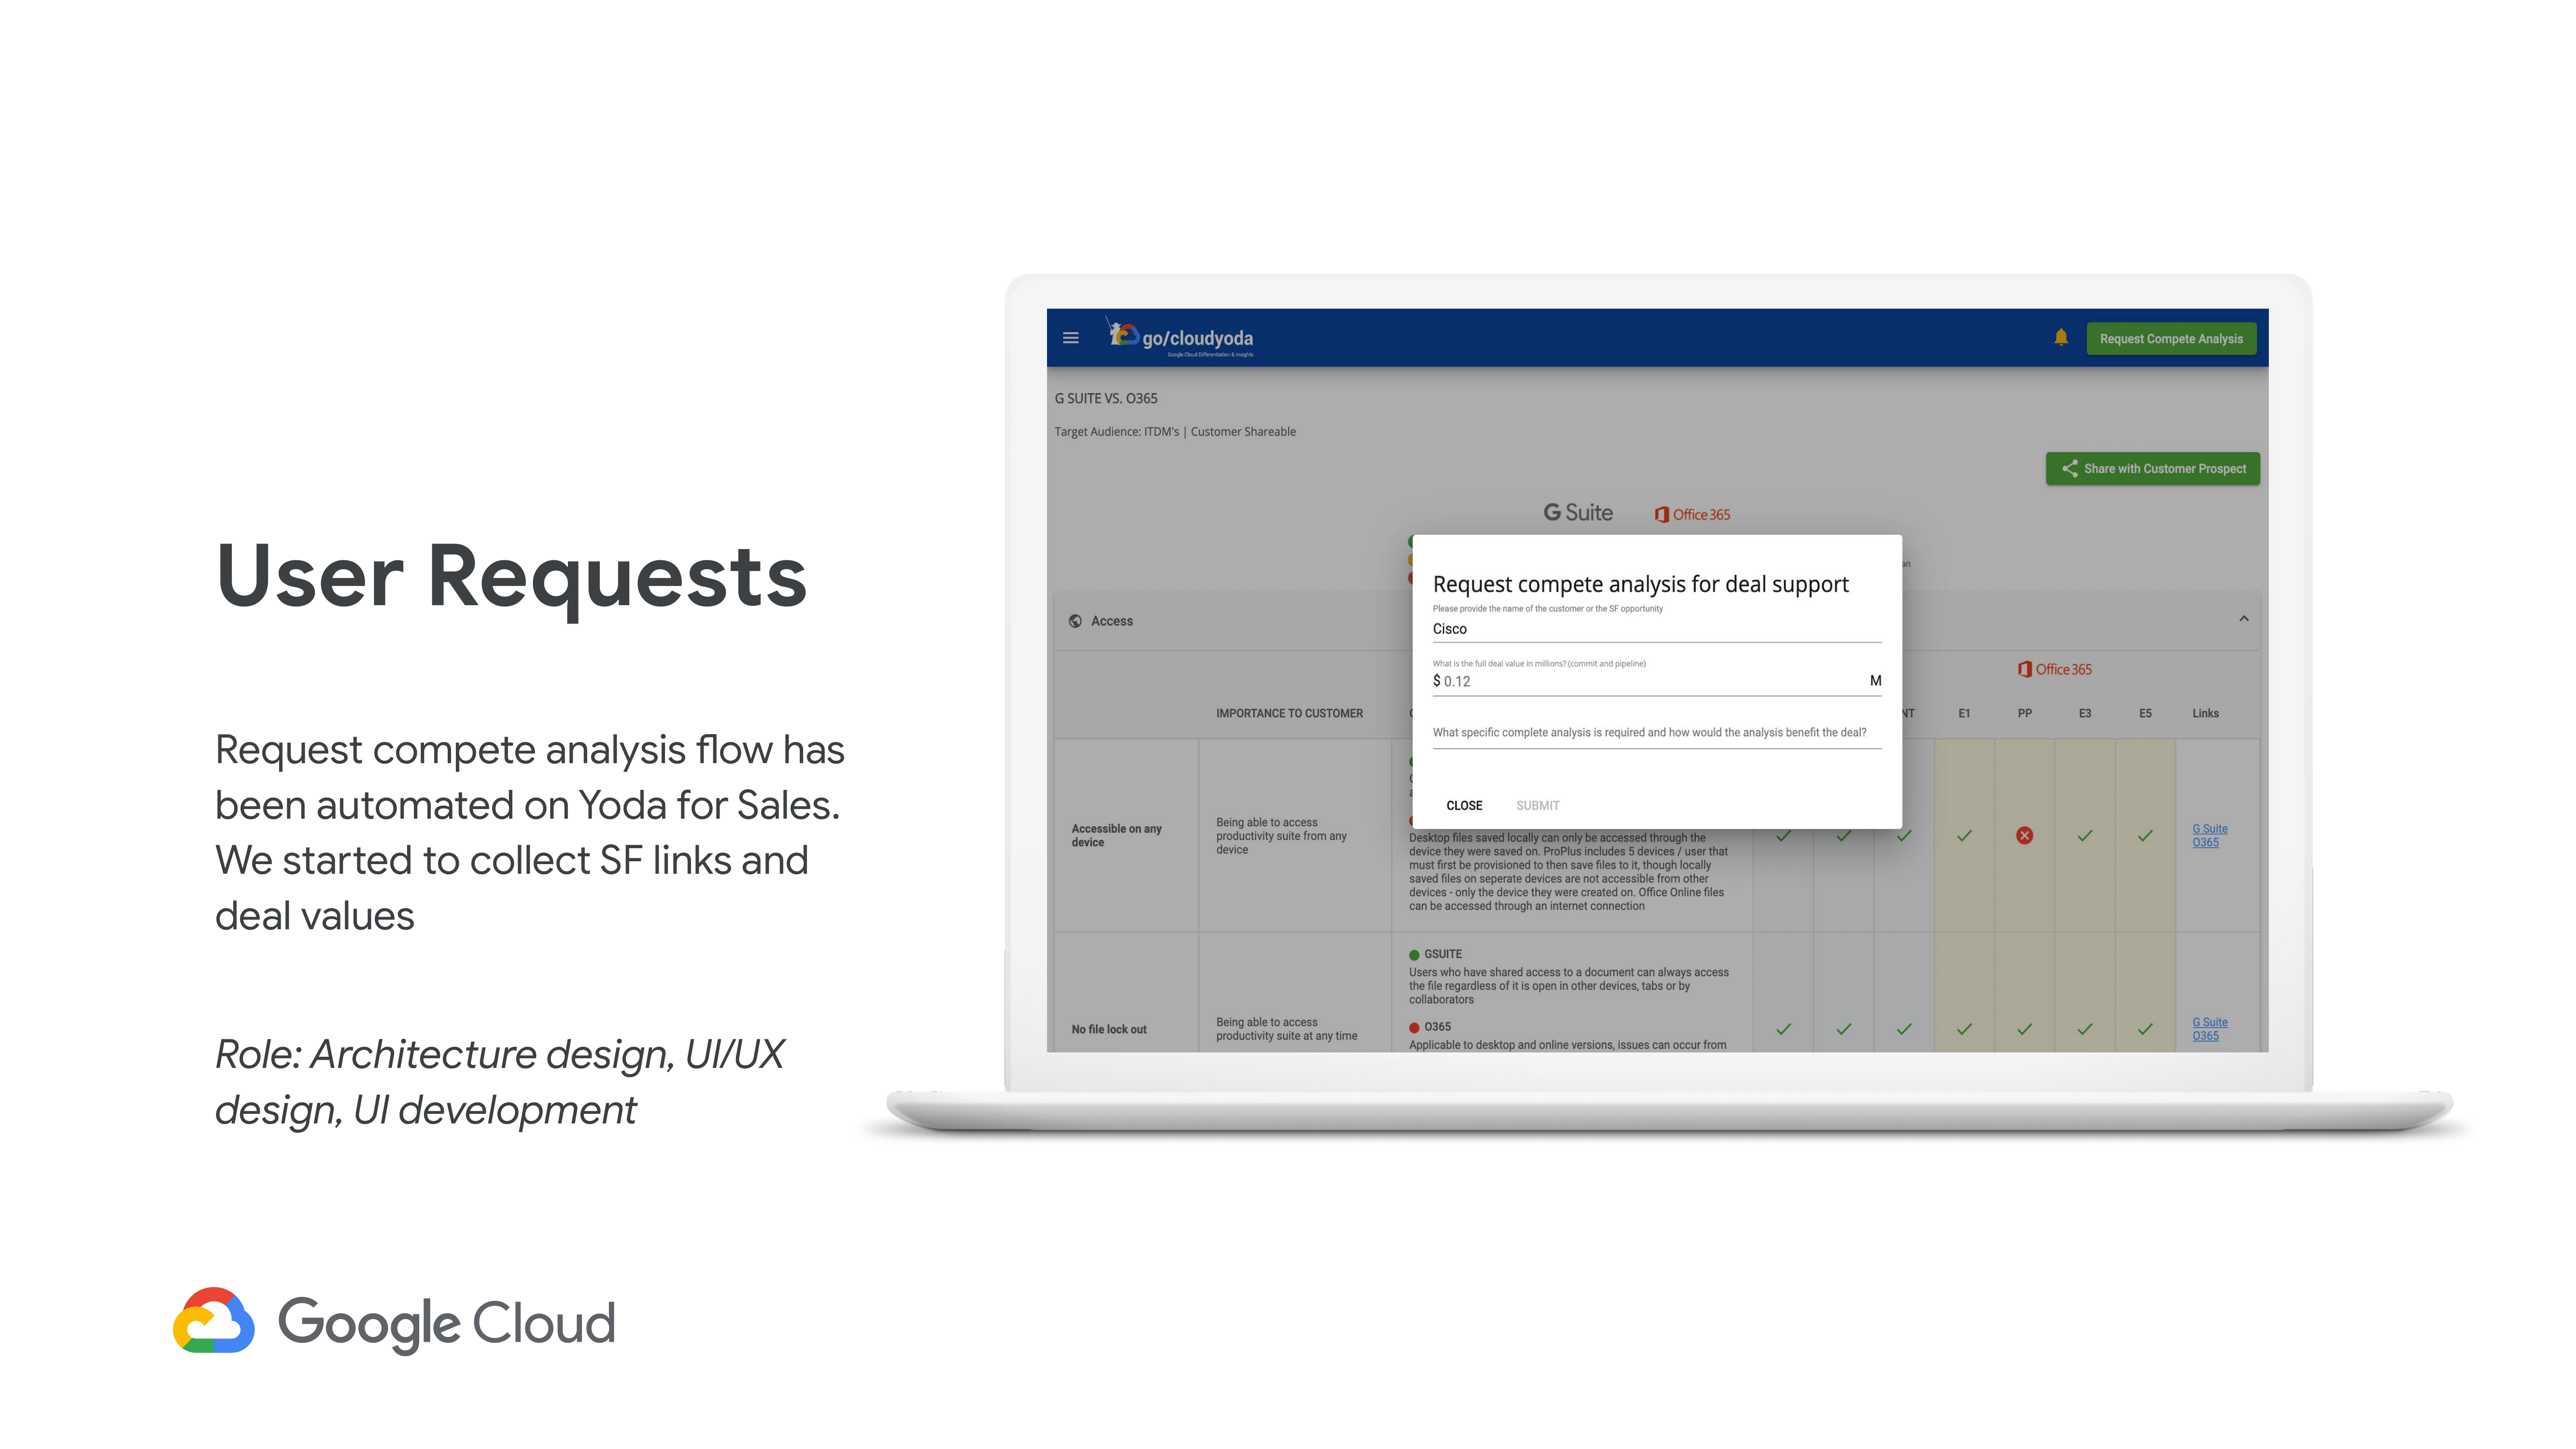 User Requests
Request compete analysis flow has
been automated on Yoda for Sales.
We started to collect SF links and
deal values
Role: Architecture design, UI/UX
design, UI development
Google Cloud
go/cloudyoda
Google Cloud Differentiation & Insights
Request Compete Analysis
G SUITE VS. O365
Target Audience: ITDM's | Customer Shareable
Share with Customer Prospect
G Suite
Office 365
Request compete analysis for deal support
Please provide the name of the customer or the SF opportunity
Cisco
What is the full deal value in millions? (commit and pipeline)
$ 0.12 M
What specific complete analysis is required and how would the analysis benefit the deal?
CLOSE SUBMIT
Access
Office 365
IMPORTANCE TO CUSTOMER E1 PP E3 E5 Links
Accessible on any
device
Being able to access
productivity suite from any
device
Desktop files saved locally can only be accessed through the
device they were saved on. ProPlus includes 5 devices / user that
must first be provisioned to then save files to it, though locally
saved files on seperate devices are not accessible from other
devices - only the device they were created on. Office Online files
can be accessed through an internet connection
G Suite
O365
No file lock out
Being able to access
productivity suite at any time
GSUITE
Users who have shared access to a document can always access
the file regardless of it is open in other devices, tabs or by
collaborators
O365
Applicable to desktop and online versions, issues can occur from
G Suite
O365